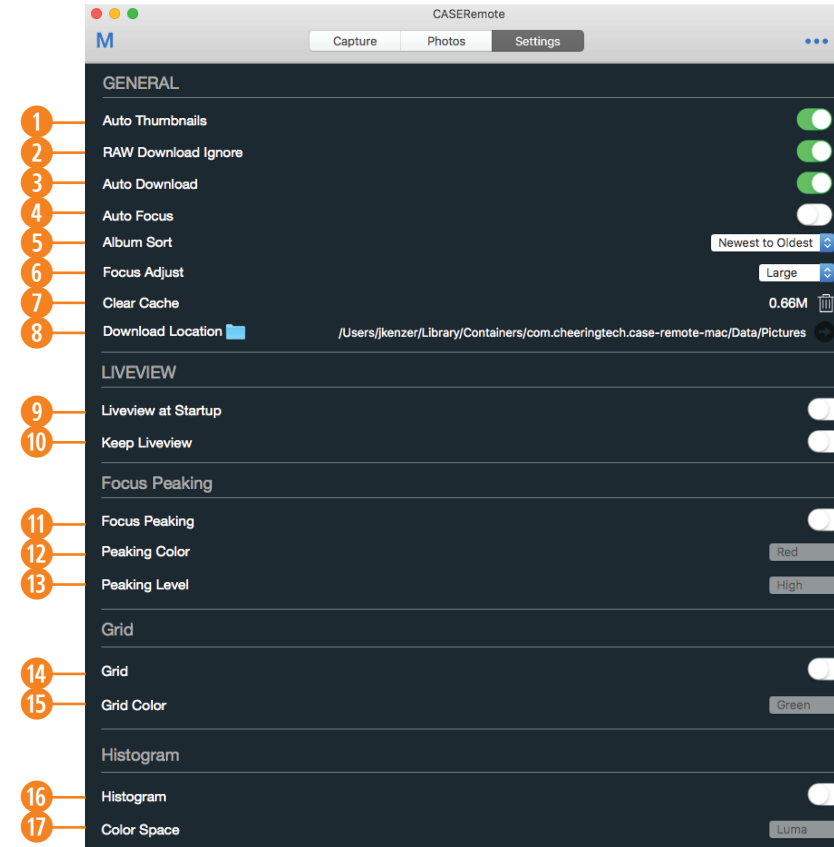 CASERemote
M Capture Photos Settings
GENERAL
1 Auto Thumbnails
2 RAW Download Ignore
3 Auto Download
4 Auto Focus
5 Album Sort Newest to Oldest
6 Focus Adjust Large
7 Clear Cache 0.66M
8 Download Location /Users/jkenzer/Library/Containers/com.cheeringtech.case-remote-mac/Data/Pictures
LIVEVIEW
9 Liveview at Startup
10 Keep Liveview
Focus Peaking
11 Focus Peaking
12 Peaking Color Red
13 Peaking Level High
Grid
14 Grid
15 Grid Color Green
Histogram
16 Histogram
17 Color Space Luma